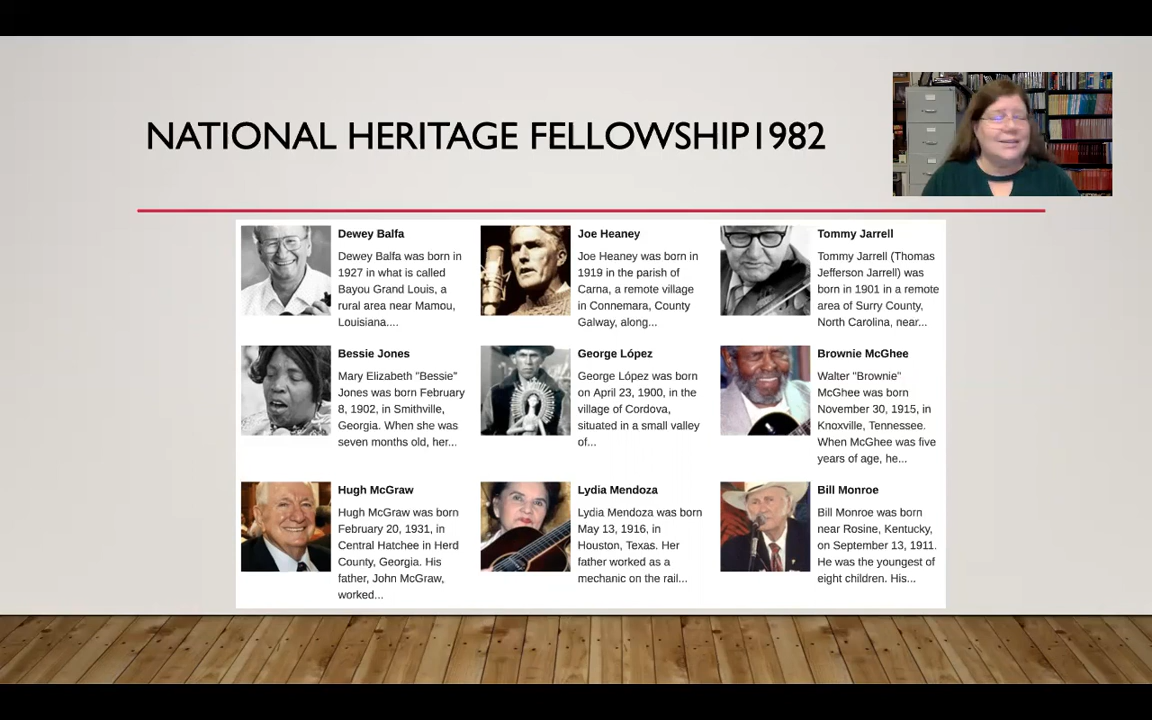 NATIONAL HERITAGE FELLOWSHIP1982
Dewey Balfa
Dewey Balfa was born in
1927 in what is called
Bayou Grand Louis, a
rural area near Mamou,
Louisiana....
Joe Heaney
Joe Heaney was born in
1919 in the parish of
Carna, a remote village
in Connemara, County
Galway, along...
Tommy Jarrell
Tommy Jarrell (Thomas
Jefferson Jarrell) was
born in 1901 in a remote
area of Surry County,
North Carolina, near...
Bessie Jones
Mary Elizabeth "Bessie"
Jones was born February
8, 1902, in Smithville,
Georgia. When she was
seven months old, her...
George López
George López was born
on April 23, 1900, in the
village of Cordova,
situated in a small valley
of...
Brownie McGhee
Walter "Brownie"
McGhee was born
November 30, 1915, in
Knoxville, Tennessee.
When McGhee was five
years of age, he...
Hugh McGraw
Hugh McGraw was born
February 20, 1931, in
Central Hatchee in Herd
County, Georgia. His
father, John McGraw,
worked...
Lydia Mendoza
Lydia Mendoza was born
May 13, 1916, in
Houston, Texas. Her
father worked as a
mechanic on the rail...
Bill Monroe
Bill Monroe was born
near Rosine, Kentucky,
on September 13, 1911.
He was the youngest of
eight children. His...